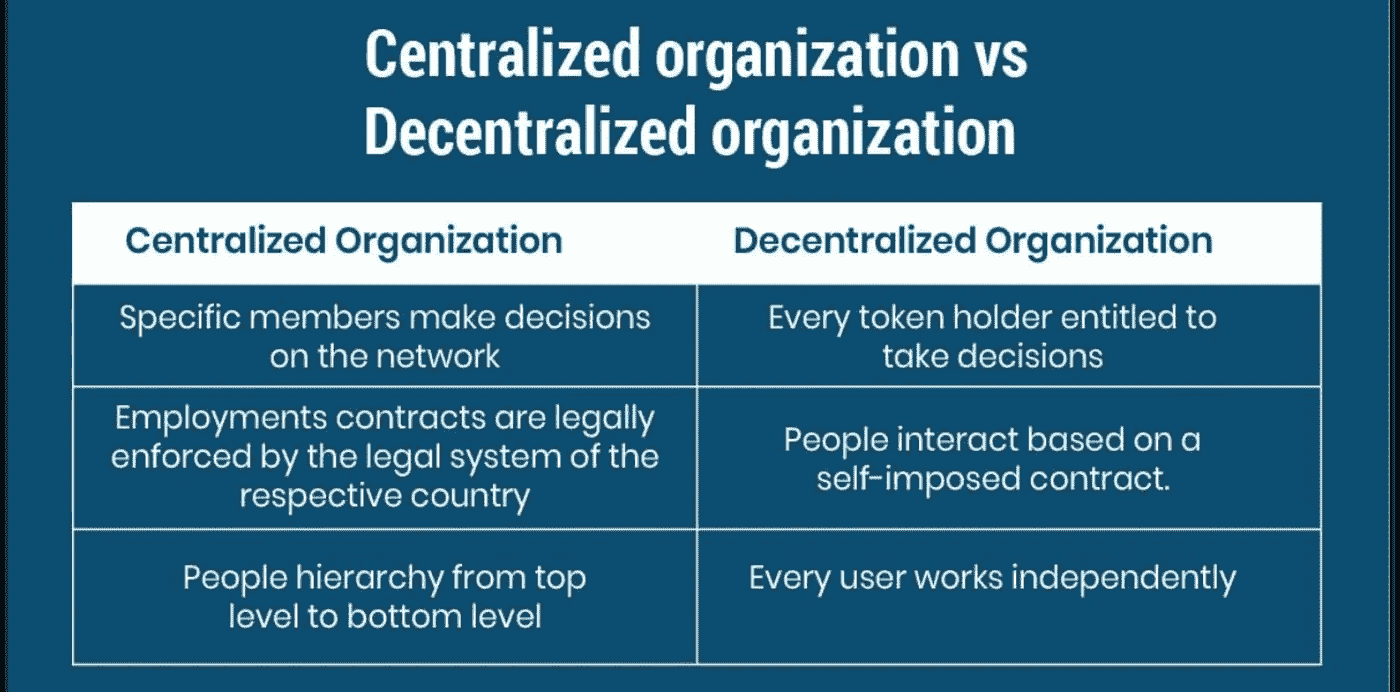 Centralized organization vs
Decentralized organization
Centralized Organization
Decentralized Organization
Specific members make decisions
on the network
Every token holder entitled to
take decisions
Employments contracts are legally
enforced by the legal system of the
respective country
People interact based on a
self-imposed contract.
People hierarchy from top
level to bottom level
Every user works independently